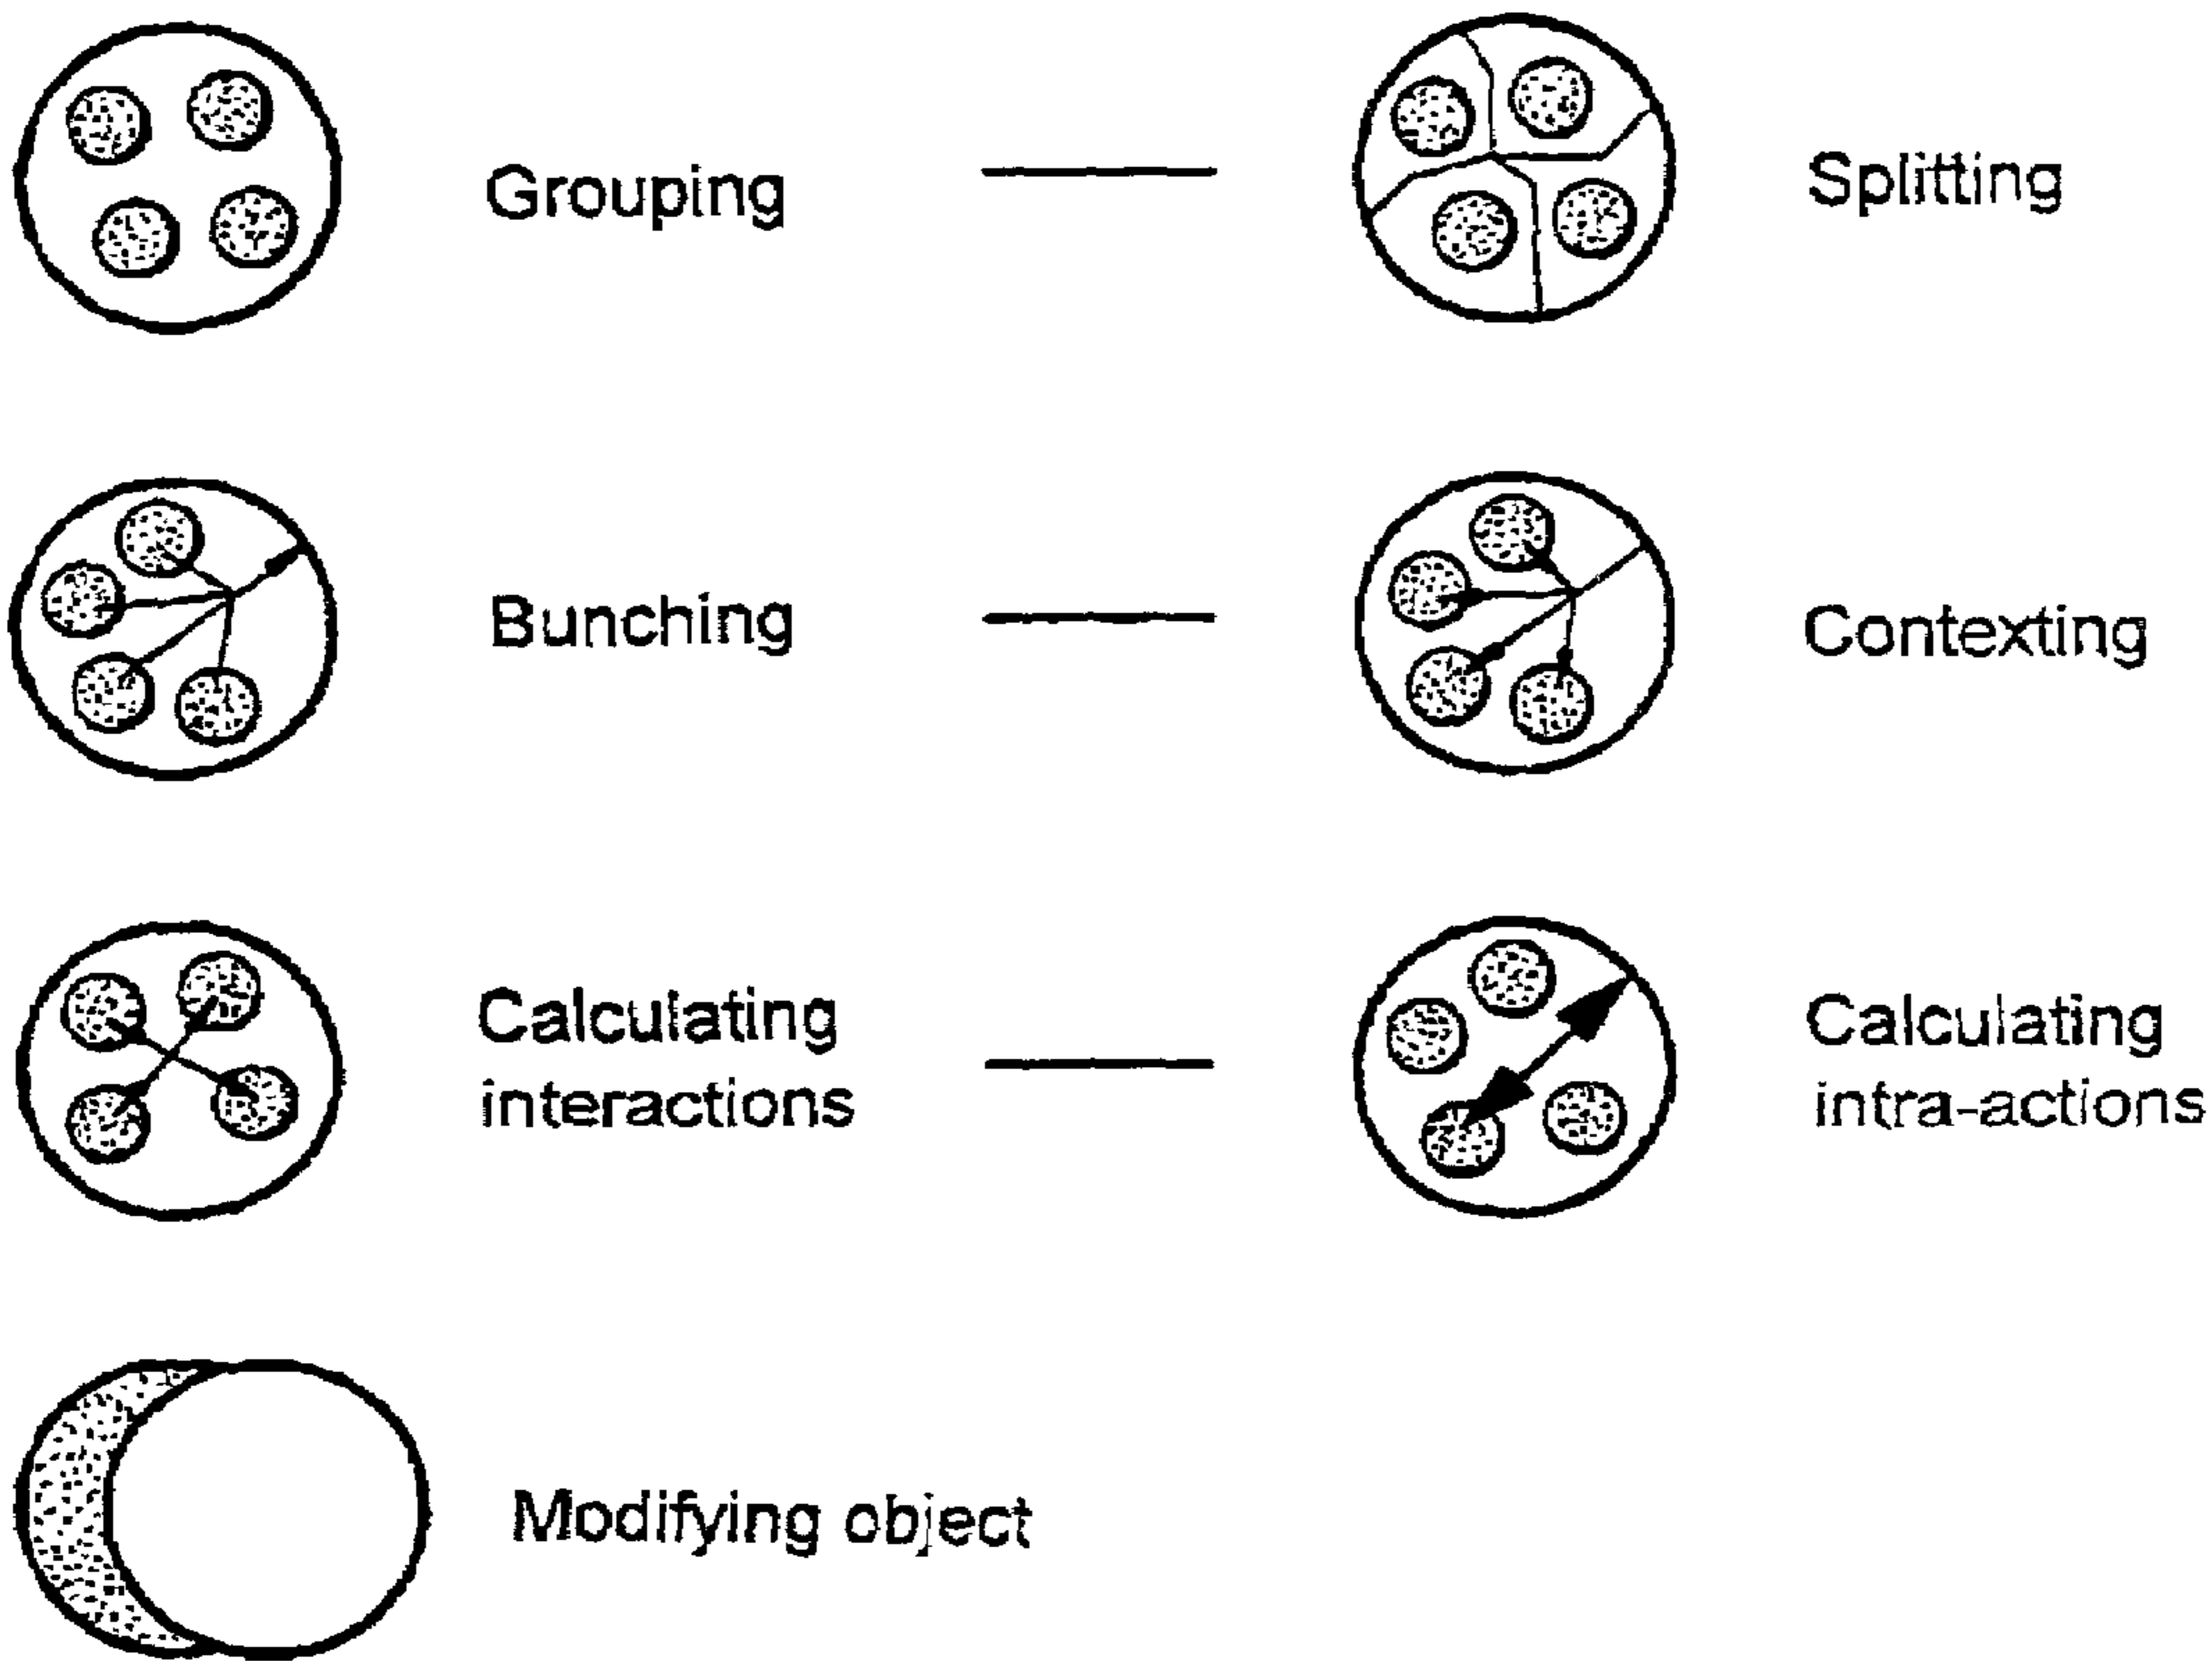 Grouping
Splitting
Bunching
Contexting
Calculating
interactions
Calculating
intra-actions
Modifying object